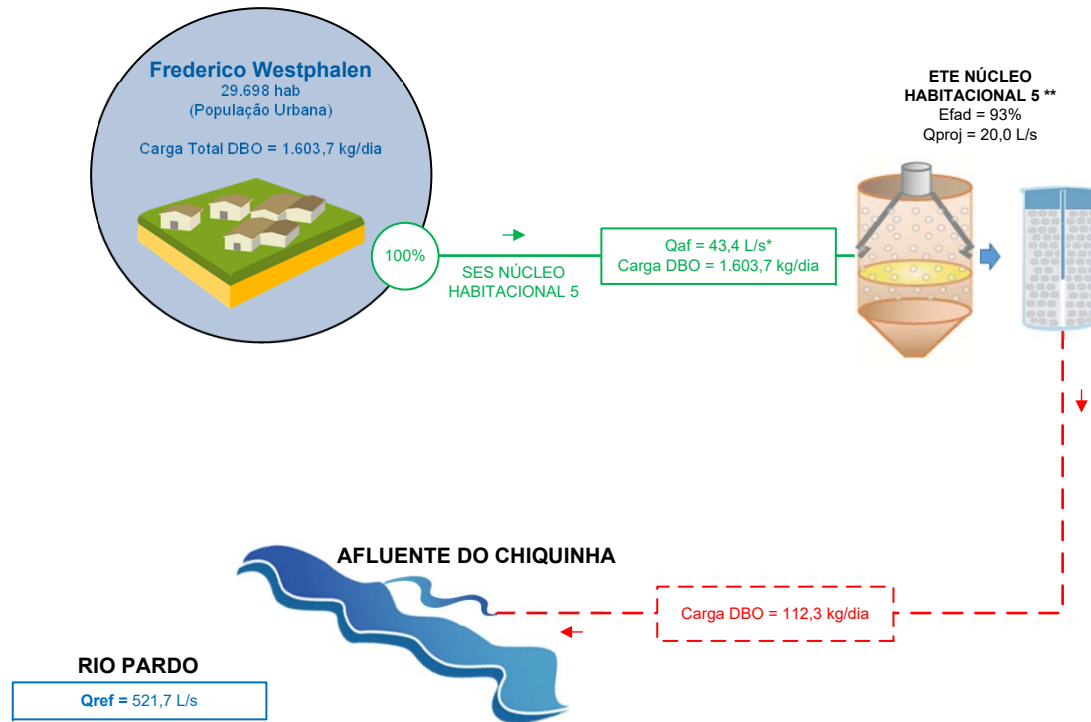 Frederico Westphalen
29.698 hab
(População Urbana)
Carga Total DBO = 1.603,7 kg/dia
100%
SES NÚCLEO
HABITACIONAL 5
Qaf = 43,4 L/s*
Carga DBO = 1.603,7 kg/dia
ETE NÚCLEO
HABITACIONAL 5 **
Efad = 93%
Qproj = 20,0 L/s
AFLUENTE DO CHIQUINHA
Carga DBO = 112,3 kg/dia
RIO PARDO
Qref = 521,7 L/s